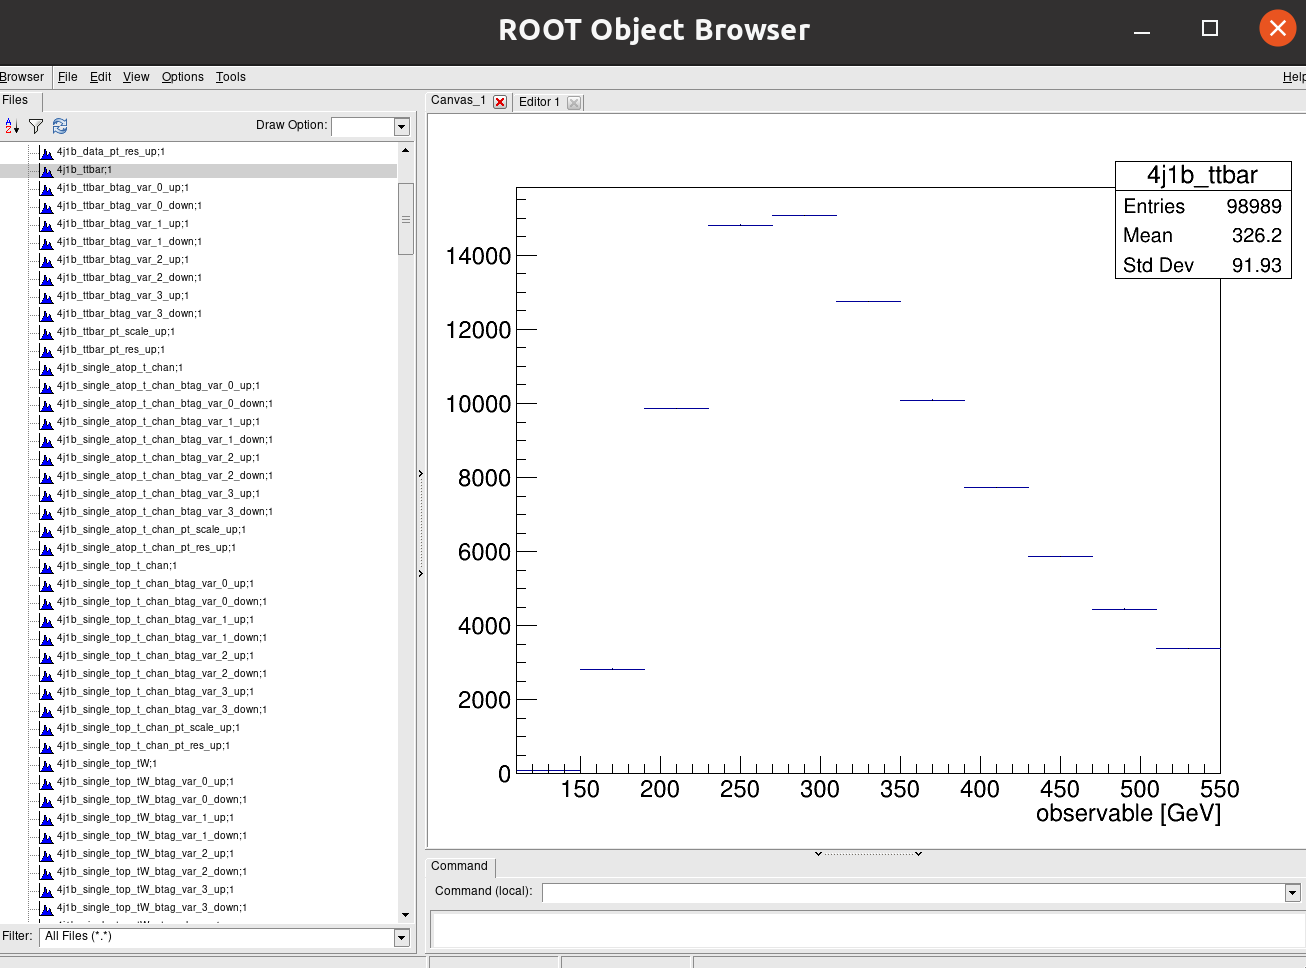 ROOT Object Browser
Browser File Edit View Options Tools Help
Files
Draw Option:
4j1b_data_pt_res_up;1
4j1b_ttbar;1
4j1b_ttbar_btag_var_0_up;1
4j1b_ttbar_btag_var_0_down;1
4j1b_ttbar_btag_var_1_up;1
4j1b_ttbar_btag_var_1_down;1
4j1b_ttbar_btag_var_2_up;1
4j1b_ttbar_btag_var_2_down;1
4j1b_ttbar_btag_var_3_up;1
4j1b_ttbar_btag_var_3_down;1
4j1b_ttbar_pt_scale_up;1
4j1b_ttbar_pt_res_up;1
4j1b_single_atop_t_chan;1
4j1b_single_atop_t_chan_btag_var_0_up;1
4j1b_single_atop_t_chan_btag_var_0_down;1
4j1b_single_atop_t_chan_btag_var_1_up;1
4j1b_single_atop_t_chan_btag_var_1_down;1
4j1b_single_atop_t_chan_btag_var_2_up;1
4j1b_single_atop_t_chan_btag_var_2_down;1
4j1b_single_atop_t_chan_btag_var_3_up;1
4j1b_single_atop_t_chan_btag_var_3_down;1
4j1b_single_atop_t_chan_pt_scale_up;1
4j1b_single_atop_t_chan_pt_res_up;1
4j1b_single_top_t_chan;1
4j1b_single_top_t_chan_btag_var_0_up;1
4j1b_single_top_t_chan_btag_var_0_down;1
4j1b_single_top_t_chan_btag_var_1_up;1
4j1b_single_top_t_chan_btag_var_1_down;1
4j1b_single_top_t_chan_btag_var_2_up;1
4j1b_single_top_t_chan_btag_var_2_down;1
4j1b_single_top_t_chan_btag_var_3_up;1
4j1b_single_top_t_chan_btag_var_3_down;1
4j1b_single_top_t_chan_pt_scale_up;1
4j1b_single_top_t_chan_pt_res_up;1
4j1b_single_top_tW;1
4j1b_single_top_tW_btag_var_0_up;1
4j1b_single_top_tW_btag_var_0_down;1
4j1b_single_top_tW_btag_var_1_up;1
4j1b_single_top_tW_btag_var_1_down;1
4j1b_single_top_tW_btag_var_2_up;1
4j1b_single_top_tW_btag_var_2_down;1
4j1b_single_top_tW_btag_var_3_up;1
4j1b_single_top_tW_btag_var_3_down;1
Filter: All Files (*.*)
Canvas_1 Editor 1
4j1b_ttbar
Entries 98989
Mean 326.2
Std Dev 91.93
14000
12000
10000
8000
6000
4000
2000
0
150 200 250 300 350 400 450 500 550
observable [GeV]
Command
Command (local):